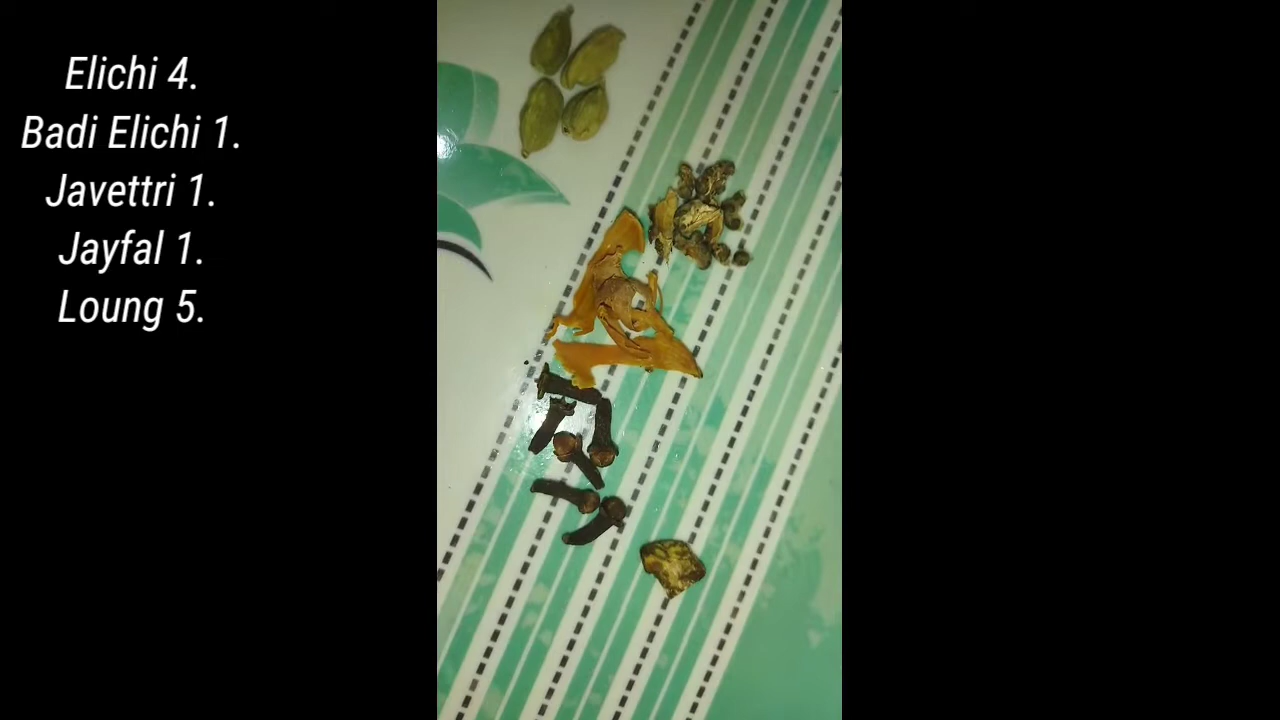 Elichi 4.
Badi Elichi 1.
Javettri 1.
Jayfal 1.
Loung 5.